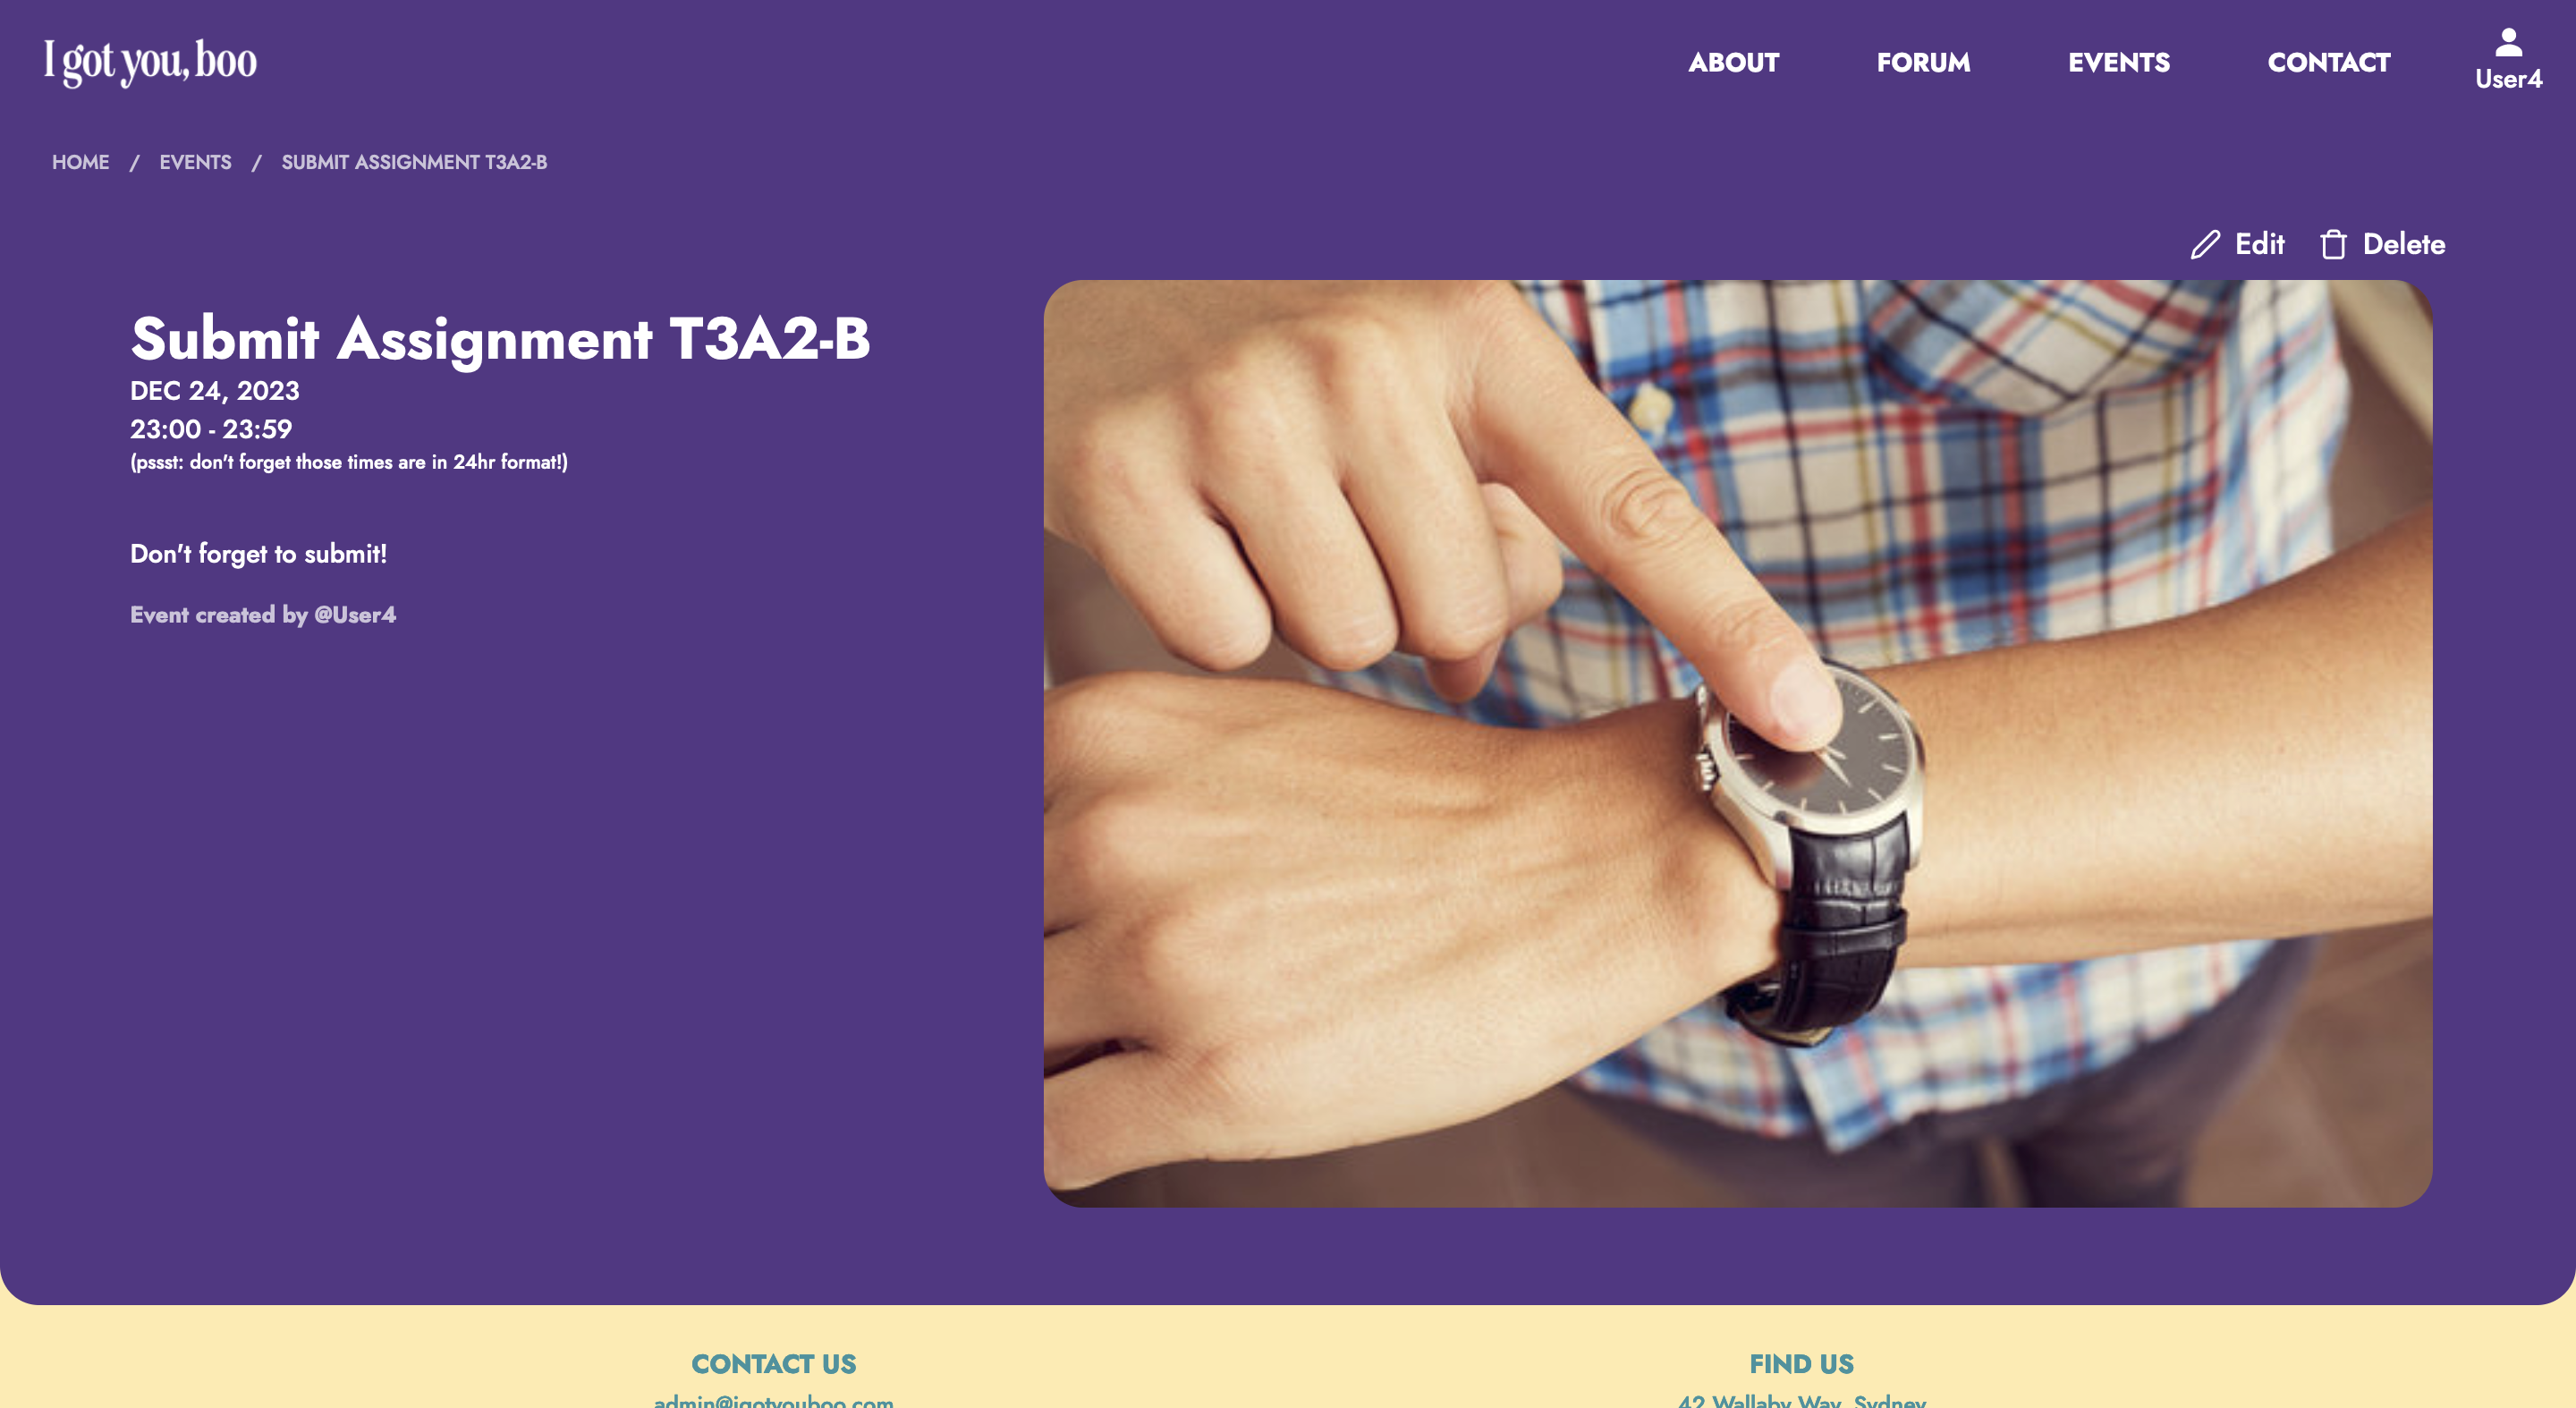 I got you, boo
ABOUT FORUM EVENTS CONTACT
User4
HOME / EVENTS / SUBMIT ASSIGNMENT T3A2-B
Edit Delete
Submit Assignment T3A2-B
DEC 24, 2023
23:00 - 23:59
(pssst: don't forget those times are in 24hr format!)
Don't forget to submit!
Event created by @User4
CONTACT US
admin@igotyouboo.com
FIND US
42 Wallaby Way, Sydney